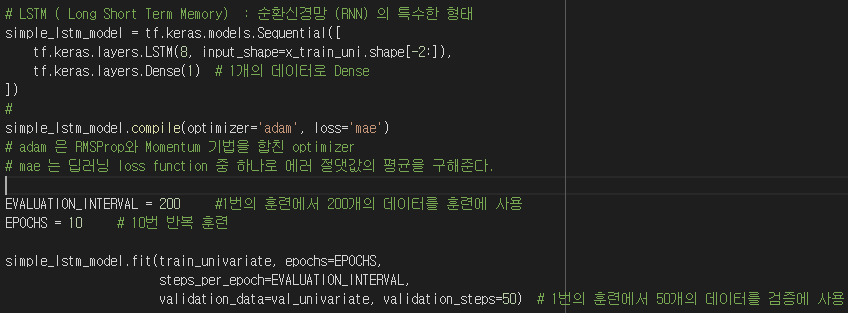 # LSTM ( Long Short Term Memory)  : 순환신경망 (RNN) 의 특수한 형태
simple_lstm_model = tf.keras.models.Sequential([
    tf.keras.layers.LSTM(8, input_shape=x_train_uni.shape[-2:]),
    tf.keras.layers.Dense(1)  # 1개의 데이터로 Dense
])
#
simple_lstm_model.compile(optimizer='adam', loss='mae')
# adam 은 RMSProp와 Momentum 기법을 합친 optimizer
# mae 는 딥러닝 loss function 중 하나로 에러 절댓값의 평균을 구해준다.
EVALUATION_INTERVAL = 200     #1번의 훈련에서 200개의 데이터를 훈련에 사용
EPOCHS = 10     # 10번 반복 훈련
simple_lstm_model.fit(train_univariate, epochs=EPOCHS,
                      steps_per_epoch=EVALUATION_INTERVAL,
                      validation_data=val_univariate, validation_steps=50)  # 1번의 훈련에서 50개의 데이터를 검증에 사용